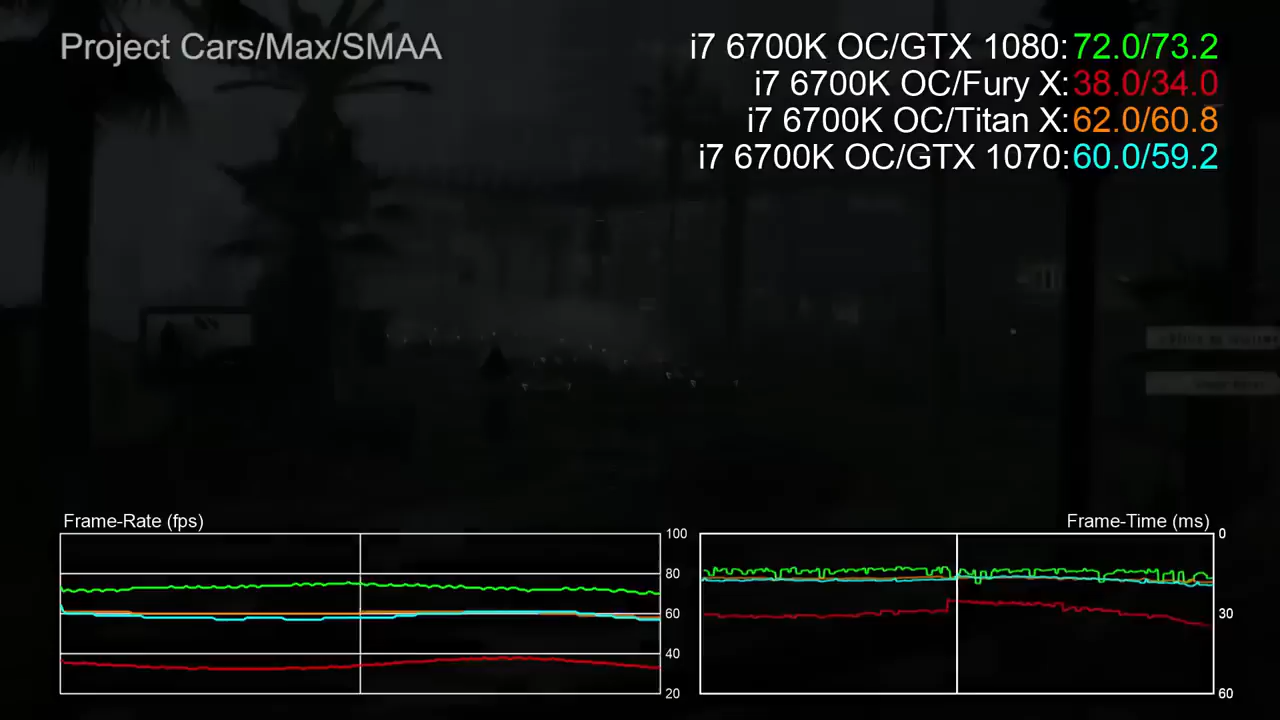 Project Cars/Max/SMAA
i7 6700K OC/GTX 1080:72.0/73.2
i7 6700K OC/Fury X:38.0/34.0
i7 6700K OC/Titan X:62.0/60.8
i7 6700K OC/GTX 1070:60.0/59.2
Frame-Rate (fps)
100
80
60
40
20
Frame-Time (ms)
0
30
60